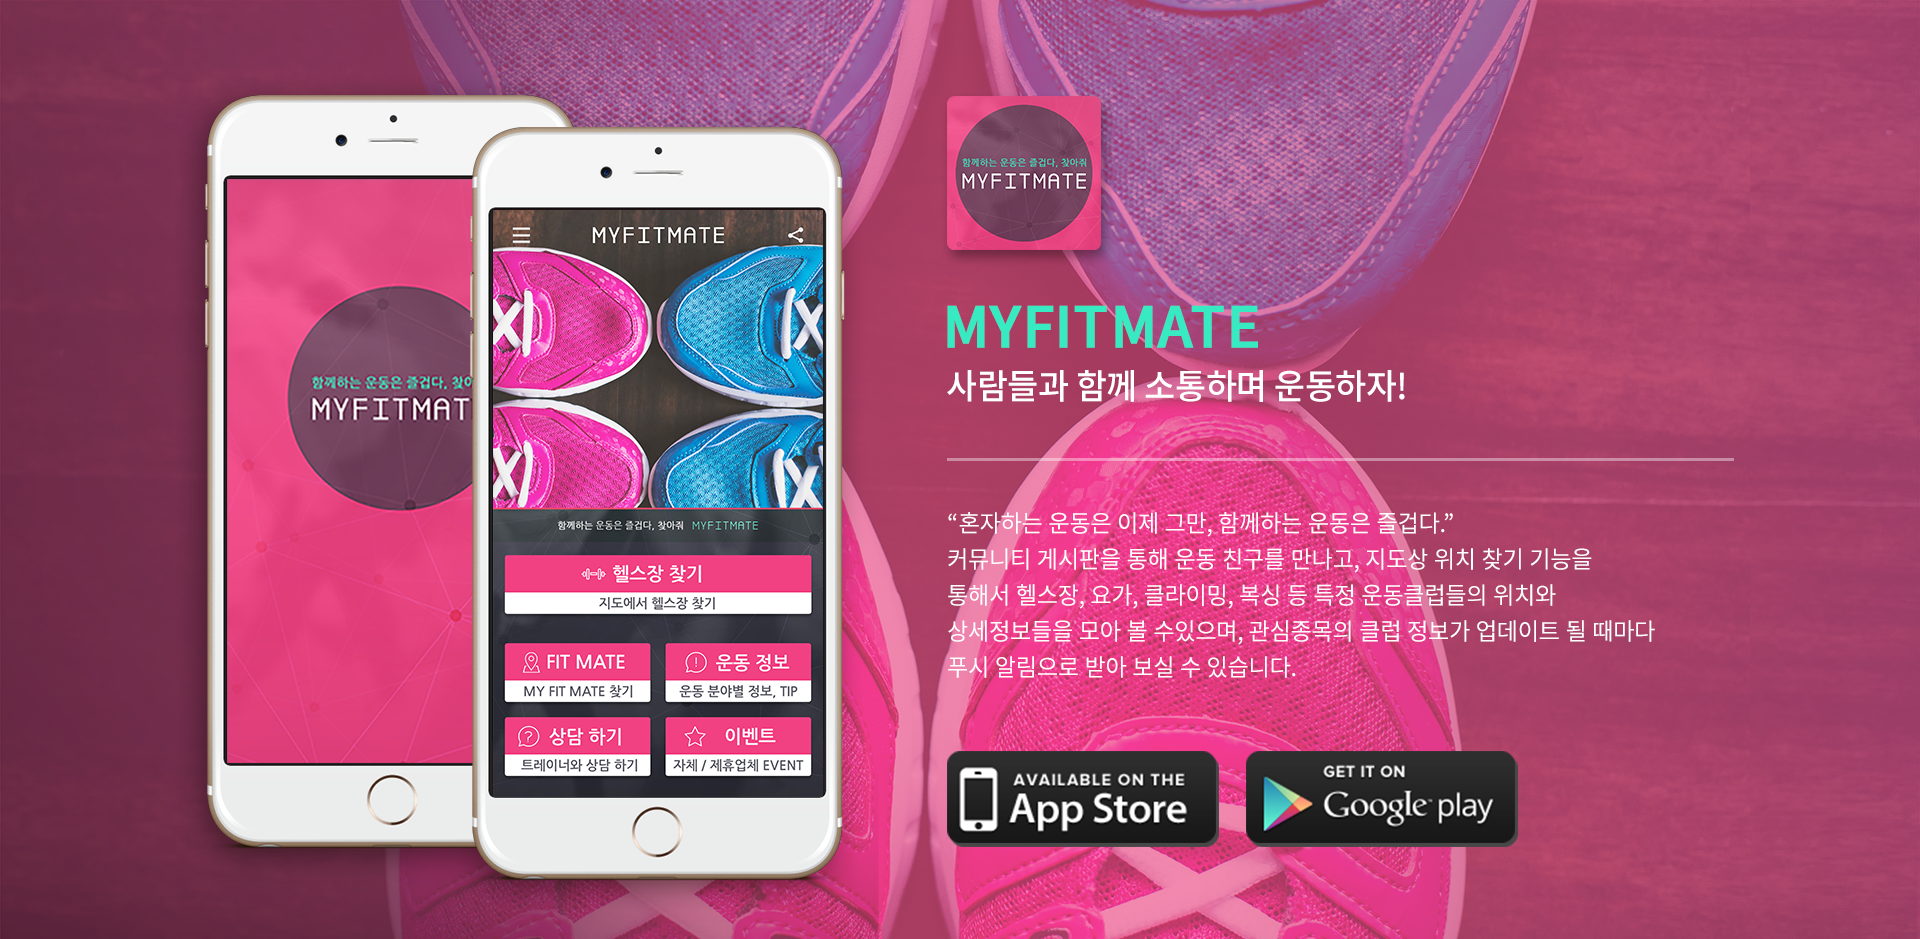 함께하는 운동은 즐겁다, 찾아
MYFITMAT
MYFITMATE
함께하는 운동은 즐겁다, 찾아줘 MYFITMATE
헬스장 찾기
지도에서 헬스장 찾기
FIT MATE
MY FIT MATE 찾기
운동 정보
운동 분야별 정보, TIP
상담 하기
트레이너와 상담 하기
이벤트
자체 / 제휴업체 EVENT
함께하는 운동은 즐겁다, 찾아줘
MYFITMATE
MYFITMATE
사람들과 함께 소통하며 운동하자!
“혼자하는 운동은 이제 그만, 함께하는 운동은 즐겁다.”
커뮤니티 게시판을 통해 운동 친구를 만나고, 지도상 위치 찾기 기능을
통해서 헬스장, 요가, 클라이밍, 복싱 등 특정 운동클럽들의 위치와
상세정보들을 모아 볼 수있으며, 관심종목의 클럽 정보가 업데이트 될 때마다
푸시 알림으로 받아 보실 수 있습니다.
AVAILABLE ON THE
App Store
GET IT ON
Google play